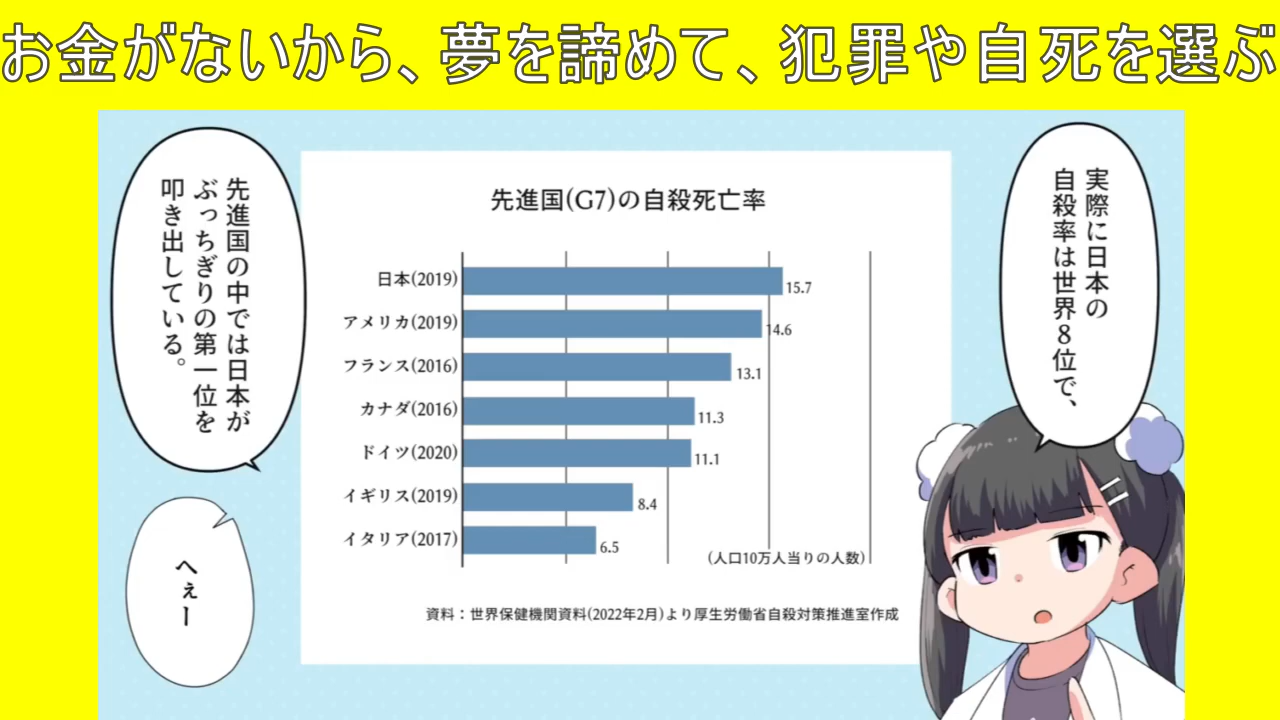 お金がないから、夢を諦めて、犯罪や自死を選ぶ
実際に日本の
自殺率は世界8位で、
先進国の中では日本が
ぶっちぎりの第一位を
叩き出している。
へぇー
先進国(G7)の自殺死亡率
日本(2019)
15.7
アメリカ(2019)
14.6
フランス(2016)
13.1
カナダ(2016)
11.3
ドイツ(2020)
11.1
イギリス(2019)
8.4
イタリア(2017)
6.5
(人口10万人当りの人数)
資料：世界保健機関資料(2022年2月)より厚生労働省自殺対策推進室作成